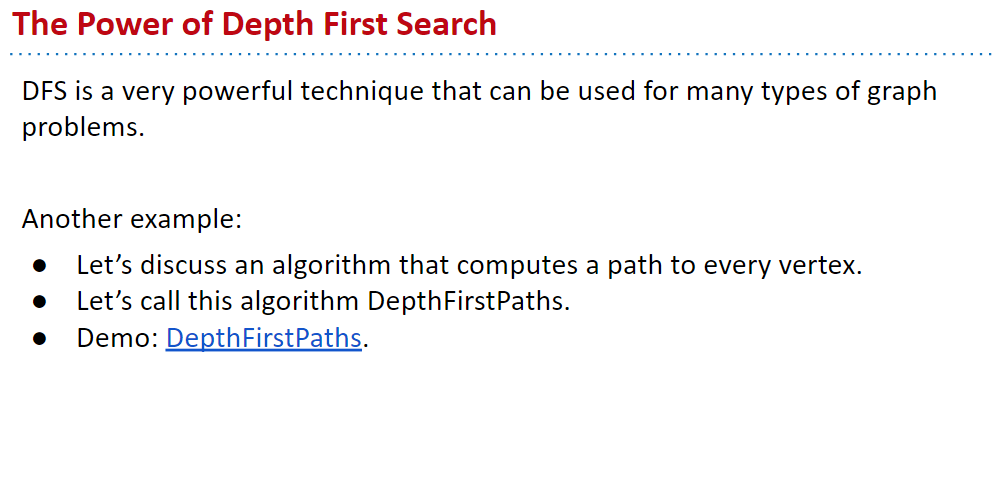 The Power of Depth First Search
DFS is a very powerful technique that can be used for many types of graph
problems.
Another example:
● Let’s discuss an algorithm that computes a path to every vertex.
● Let’s call this algorithm DepthFirstPaths.
● Demo: DepthFirstPaths.